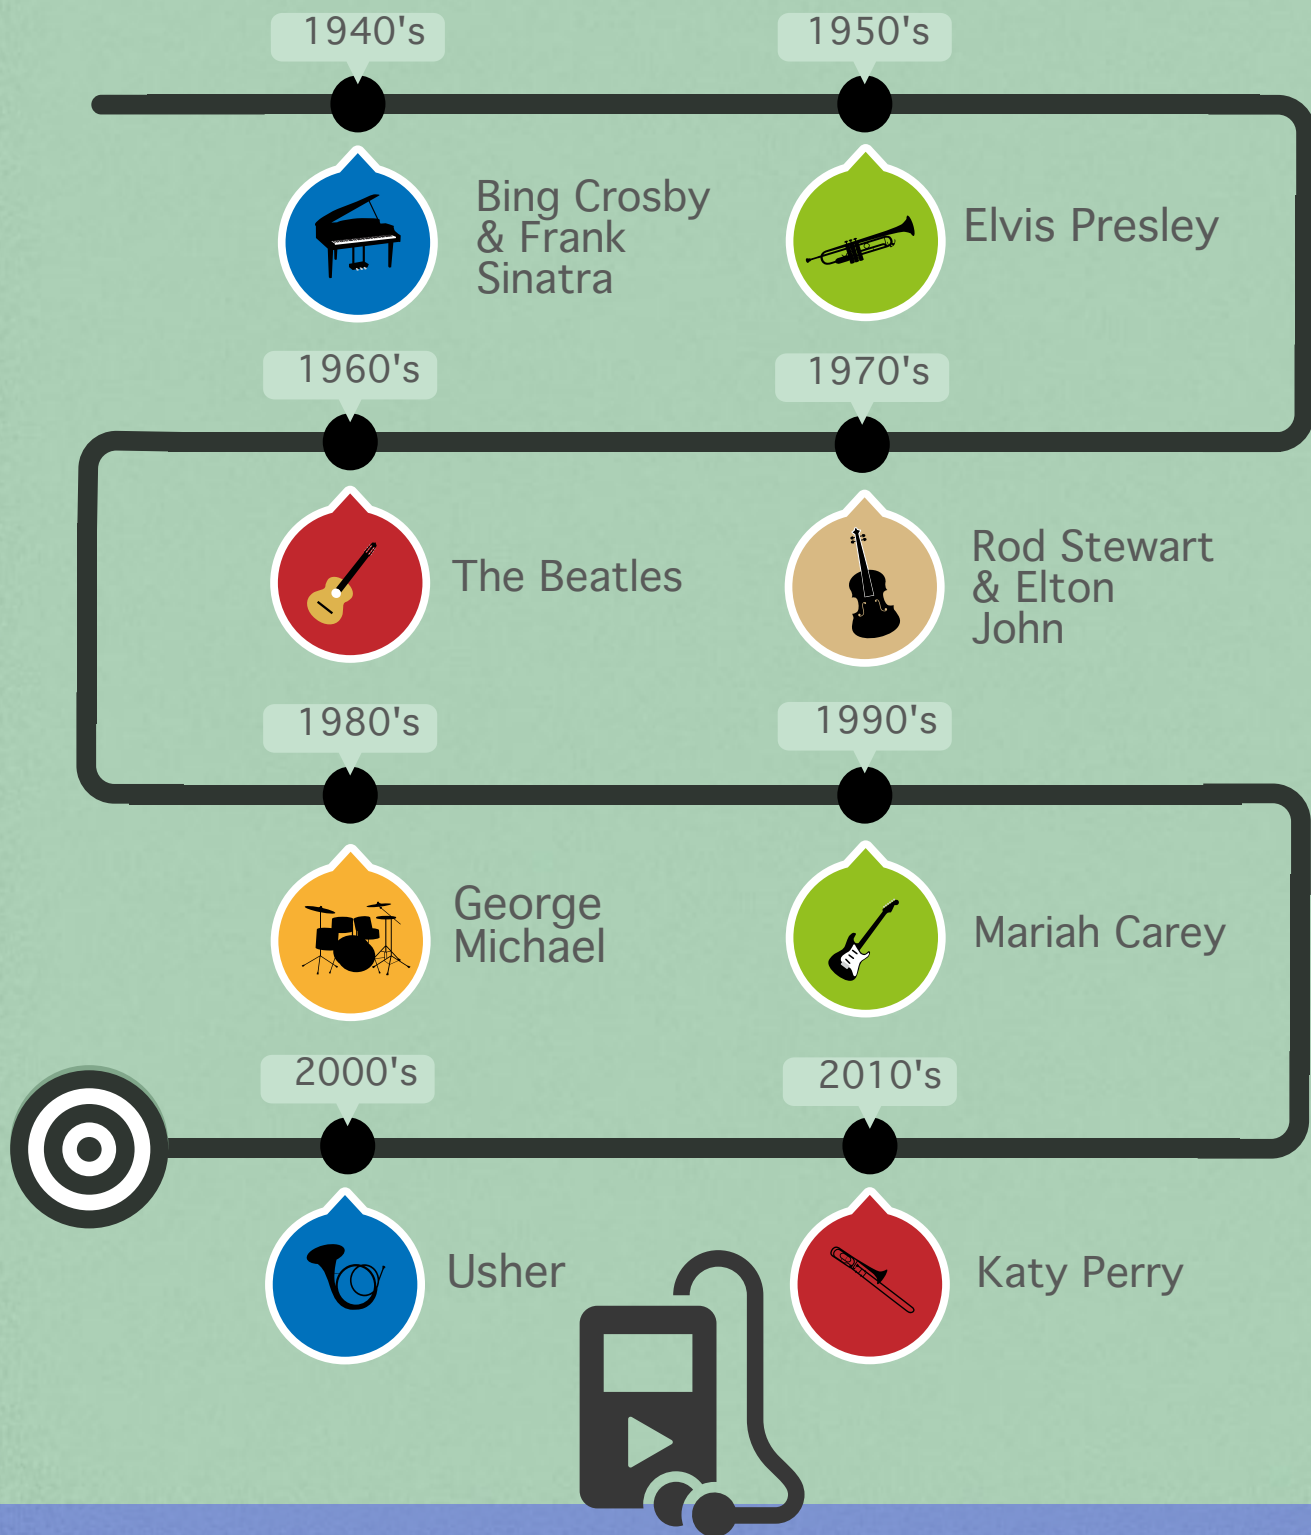 1940's
1950's
Bing Crosby
& Frank
Sinatra
Elvis Presley
1960's
1970's
The Beatles
Rod Stewart
& Elton
John
1980's
1990's
George
Michael
Mariah Carey
2000's
2010's
Usher
Katy Perry